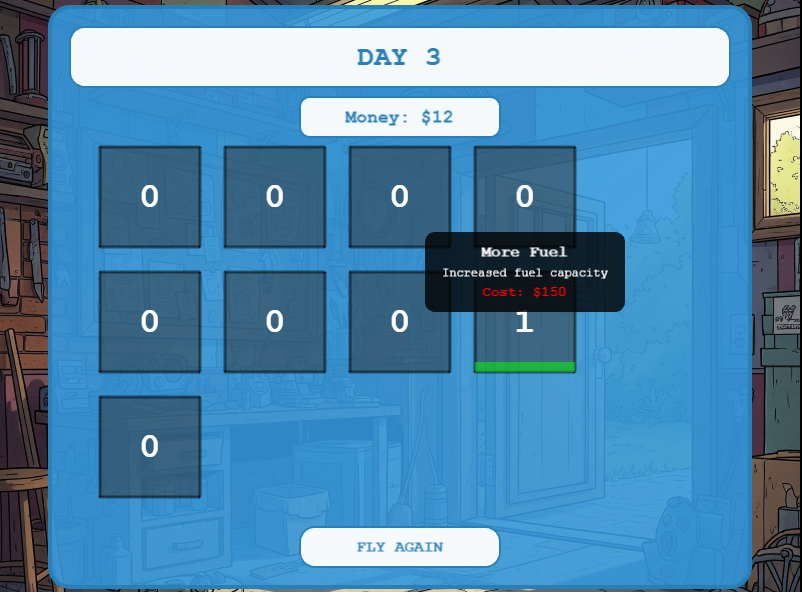 DAY 3
Money: $12
0 0 0 0
More Fuel
Increased fuel capacity
Cost: $150
0 0 0 1
0
FLY AGAIN